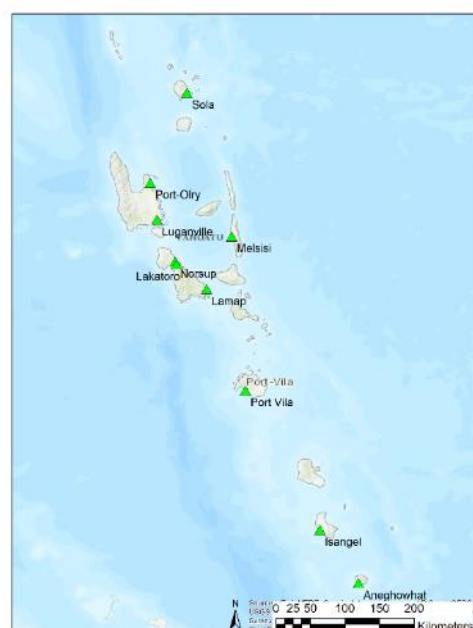 Sola
Port-Olry
Luganville
VANUATU
Melsisi
Norsup
Lakatoro
Lamap
Port-Vila
Port Vila
Isangel
Aneghowhat
N
0 25 50 100 150 200
Kilometers